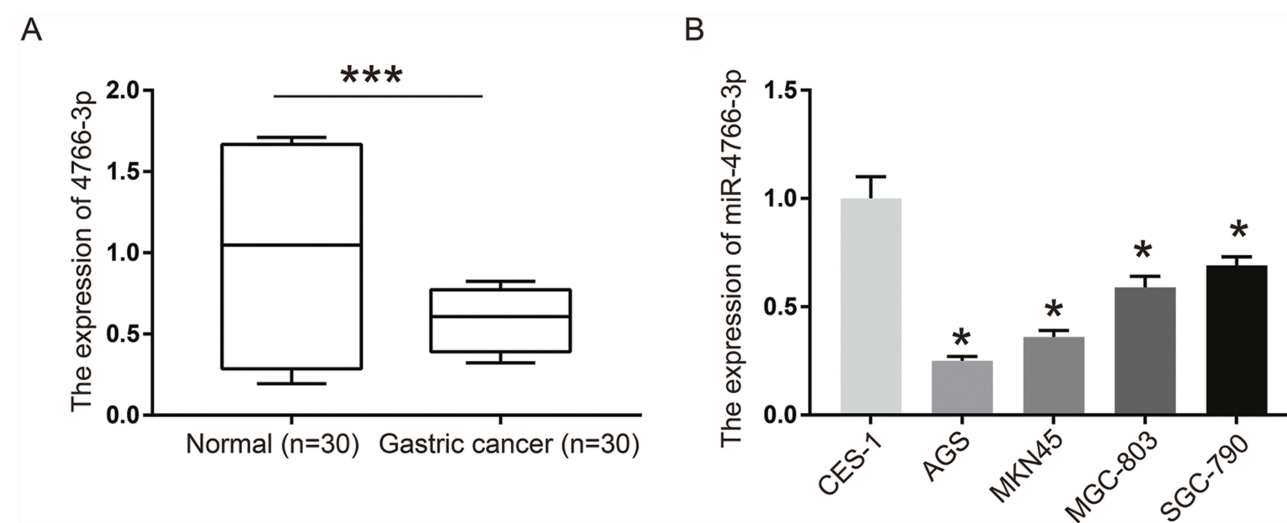 A
The expression of 4766-3p
2.0
1.5
1.0
0.5
0.0
***
Normal (n=30)
Gastric cancer (n=30)
B
The expression of miR-4766-3p
1.5
1.0
0.5
0.0
*
*
*
*
CES-1
AGS
MKN45
MGC-803
SGC-790